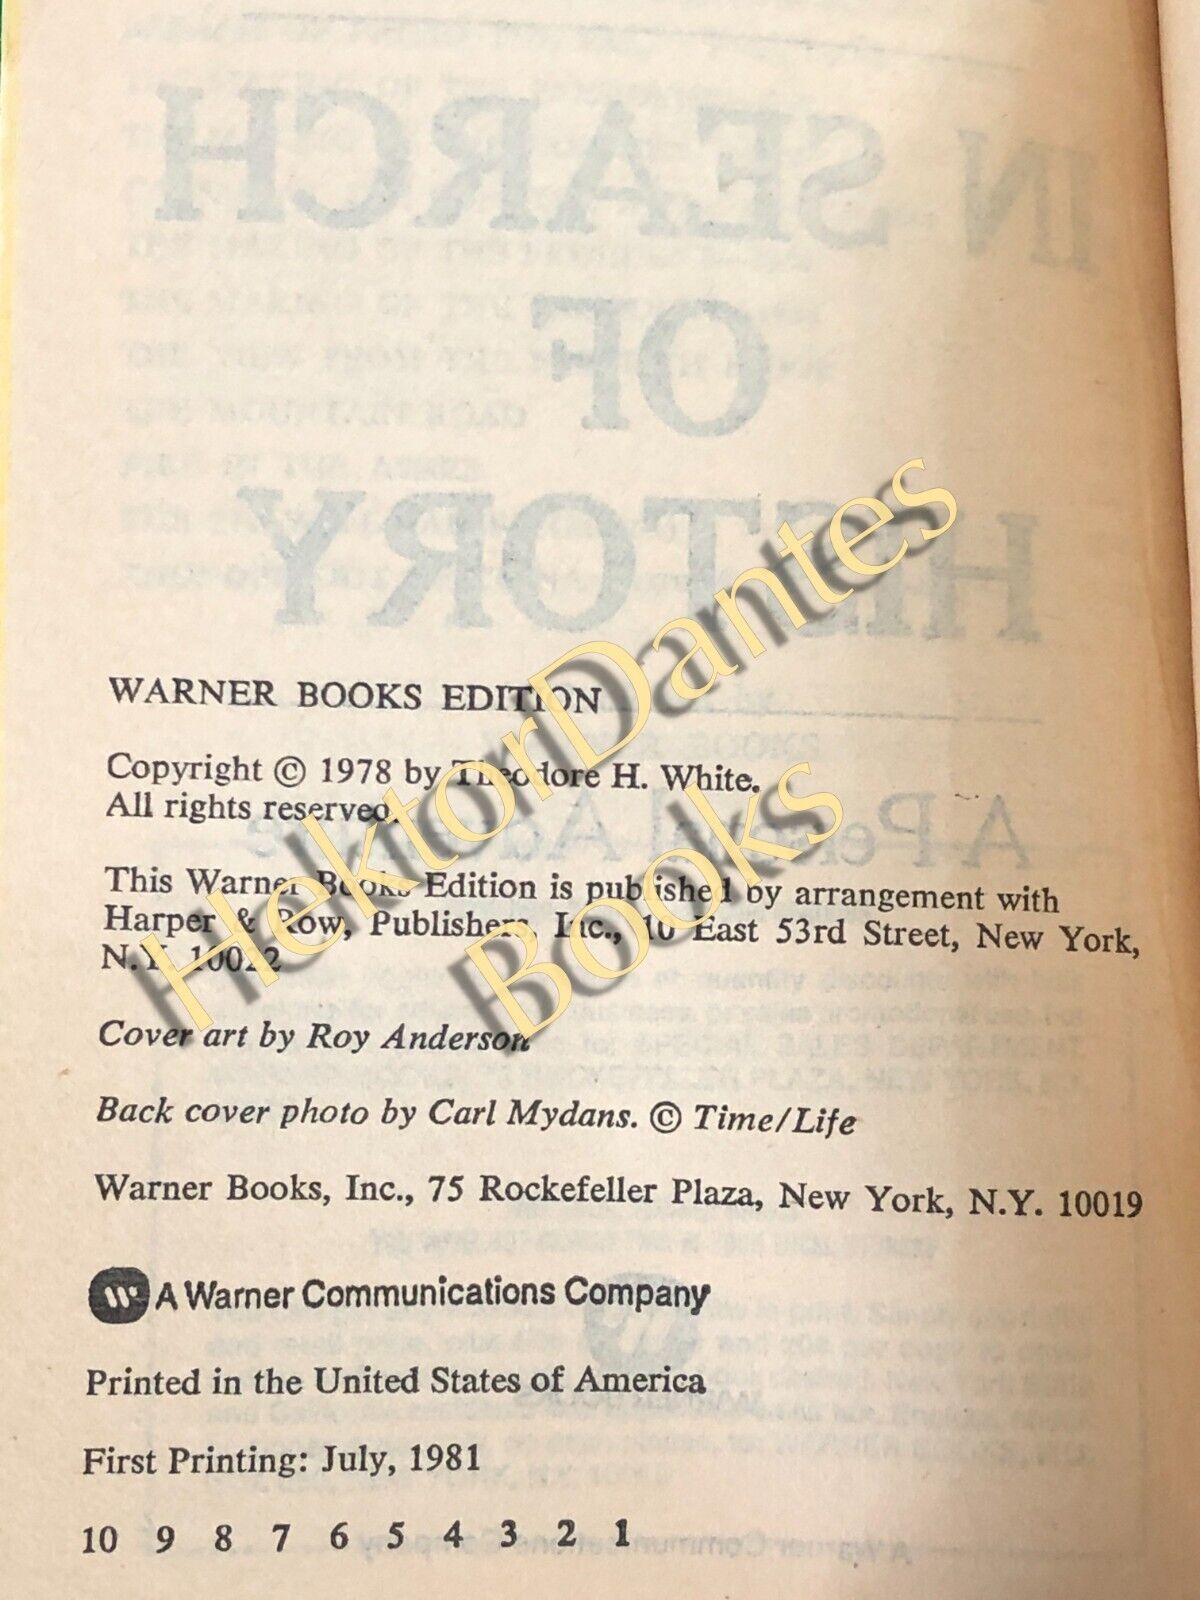 IN SEARCH
OF
HISTORY
WARNER BOOKS EDITION
Copyright © 1978 by Theodore H. White.
All rights reserved.
This Warner Books Edition is published by arrangement with
Harper & Row, Publishers, Inc., 10 East 53rd Street, New York,
N.Y. 10022
Cover art by Roy Anderson
Back cover photo by Carl Mydans. © Time/Life
Warner Books, Inc., 75 Rockefeller Plaza, New York, N.Y. 10019
A Warner Communications Company
Printed in the United States of America
First Printing: July, 1981
10 9 8 7 6 5 4 3 2 1
HektorDantes
Books